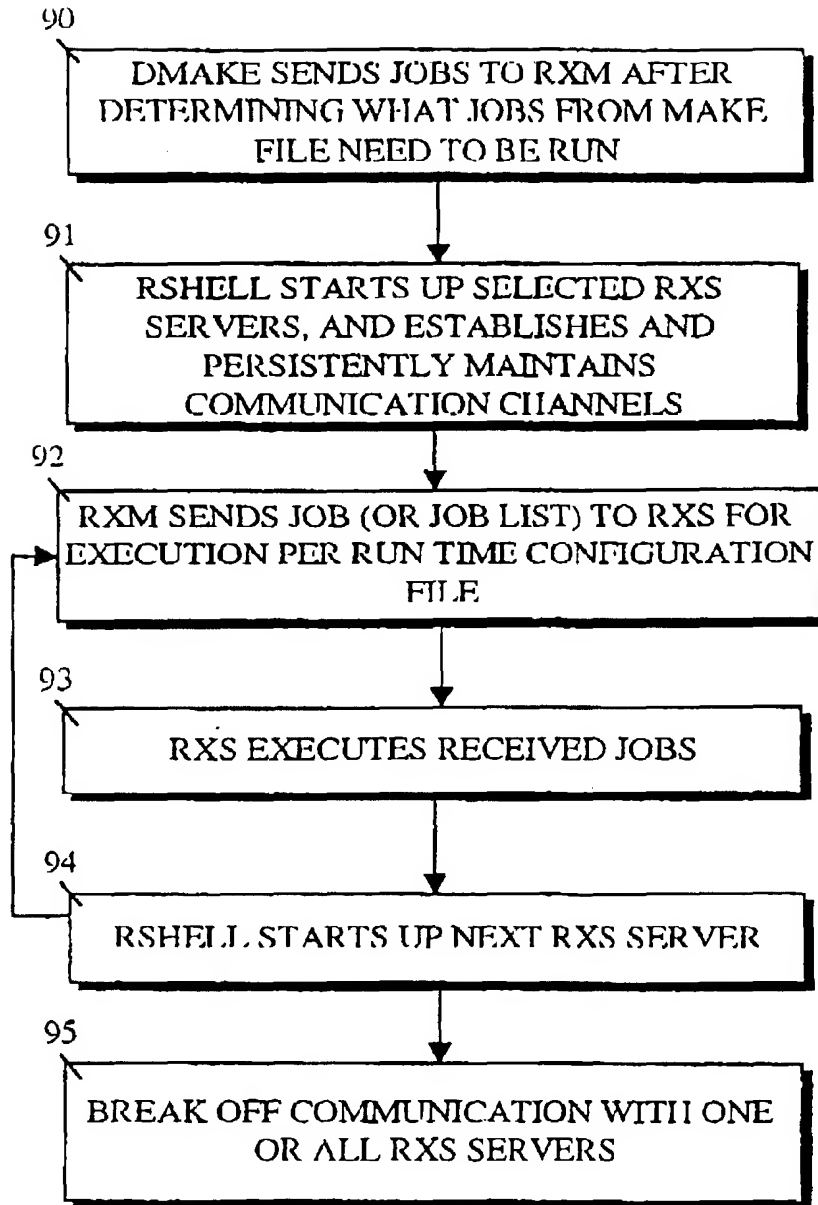 90
DMAKE SENDS JOBS TO RXM AFTER
DETERMINING WHAT JOBS FROM MAKE
FILE NEED TO BE RUN
91
RSHELL STARTS UP SELECTED RXS
SERVERS, AND ESTABLISHES AND
PERSISTENTLY MAINTAINS
COMMUNICATION CHANNELS
92
RXM SENDS JOB (OR JOB LIST) TO RXS FOR
EXECUTION PER RUN TIME CONFIGURATION
FILE
93
RXS EXECUTES RECEIVED JOBS
94
RSHELL STARTS UP NEXT RXS SERVER
95
BREAK OFF COMMUNICATION WITH ONE
OR ALL RXS SERVERS